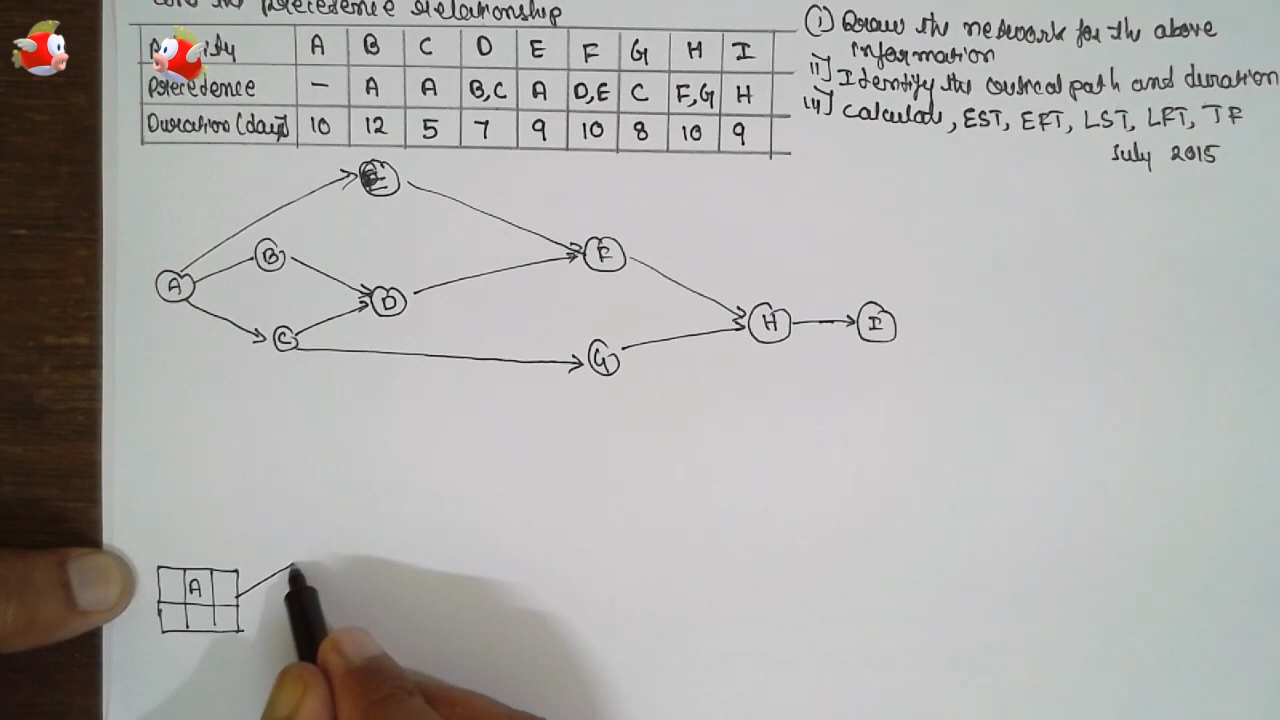 the precedence relationship
A B C D E F G H I
Precedence — A A B,C A D,E C F,G H
Duration (days) 10 12 5 7 9 10 8 10 9
(i) Draw the network for the above
information
ii] Identify the critical path and duration
iii] Calculate, EST, EFT, LST, LFT, TF
July 2015
E
B
F
A
D
H
I
C
G
A